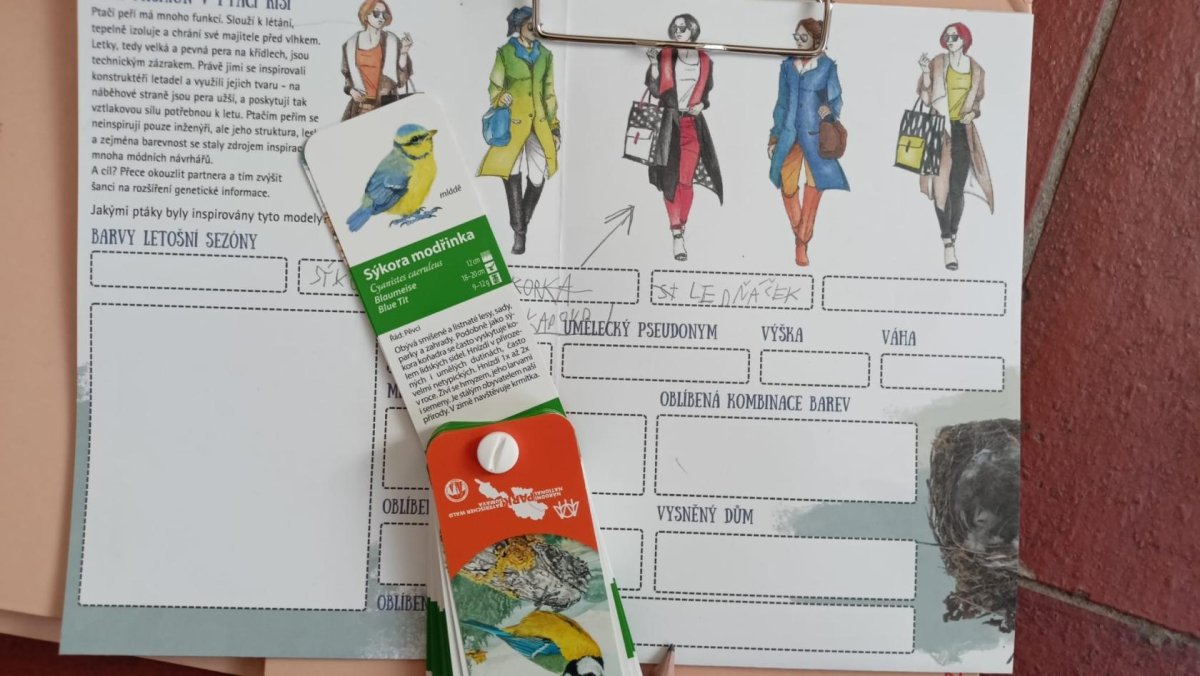 V PTAČÍ ŘÍŠI
Ptačí peří má mnoho funkcí. Slouží k létání,
tepelně izoluje a chrání své majitele před vlhkem.
Letky, tedy velká a pevná pera na křídlech, jsou
technickým zázrakem. Právě jimi se inspirovali
konstruktéři letadel a využili jejich tvaru - na
náběhové straně jsou pera užší, a poskytují tak
vztlakovou sílu potřebnou k letu. Ptačím peřím se
neinspirují pouze inženýři, ale jeho struktura,
a zejména barevnost se staly zdrojem
mnoha módních návrhářů.
A cíl? Přece okouzlit partnera a tím zvýšit
šanci na rozšíření genetické informace.
Jakými ptáky byly inspirovány tyto modely
BARVY LETOŠNÍ SEZÓNY
LEDŇÁČEK
UMĚLECKÝ PSEUDONYM
VÝŠKA
VÁHA
OBLÍBENÁ KOMBINACE BAREV
VYSNĚNÝ DŮM
mládě
Sýkora modřinka
Cyanistes caeruleus
Blaumeise
Blue Tit
12 cm
18–20 cm
9–12 g
Řád: Pěvci
Obývá smíšené a listnaté lesy, sady,
parky a zahrady. Podobně jako sý-
kora koňadra se často vyskytuje ko-
lem lidských sídel. Hnízdí v přiroze-
ných i umělých dutinách, často
velmi netypických. Hnízdí 1x až 2x
v roce. Živí se hmyzem, jeho larvami
i semeny. Je stálým obyvatelem naší
přírody. V zimě navštěvuje krmítka.
NÁRODNÍ
PARK
NATIONAL
ŠUMAVA
BAYERISCHER WALD